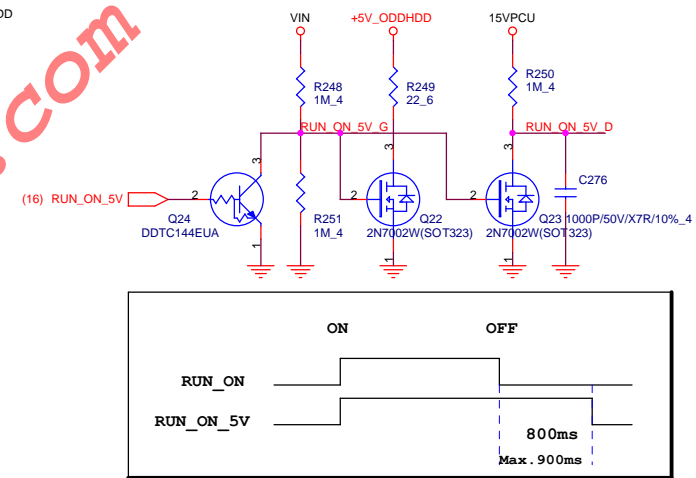 DD
.com
VIN
+5V_ODDHDD
15VPCU
R248
1M_4
R249
22_6
R250
1M_4
RUN_ON_5V_G
RUN_ON_5V_D
3
3
3
C276
(16) RUN_ON_5V
2
2
2
Q24
DDTC144EUA
R251
1M_4
Q22
2N7002W(SOT323)
Q23
1000P/50V/X7R/10%_4
2N7002W(SOT323)
1
1
1
ON
OFF
RUN_ON
RUN_ON_5V
800ms
Max.900ms